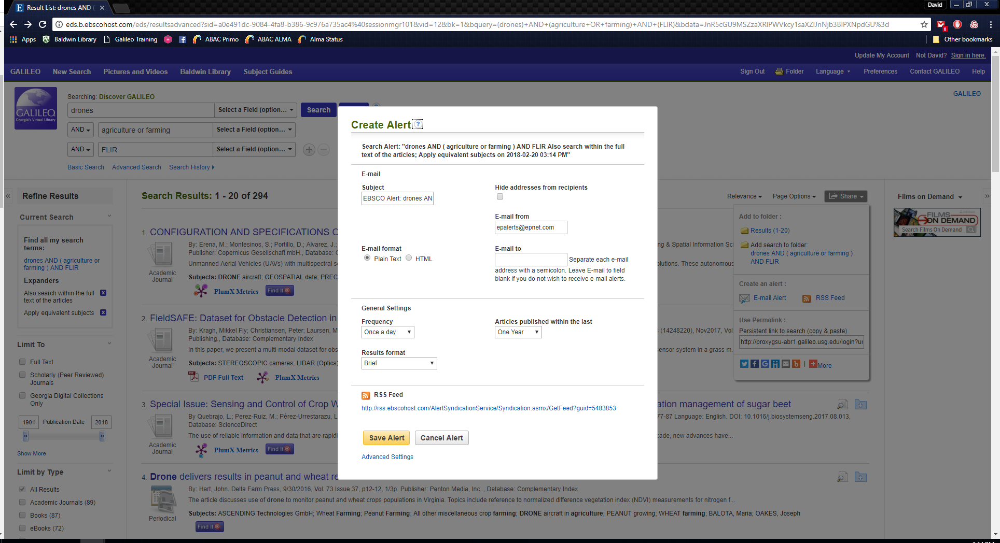 Result List: drones AND (
David
eds.b.ebscohost.com/eds/resultsadvanced?sid=a0e491dc-9084-4fa8-b386-9c976a735ac4%40sessionmgr101&vid=12&bk=1&bquery=(drones)+AND+(agriculture+OR+farming)+AND+(FLIR)&bdata=JnR5cGU9MSZzaXRlPWVkcy1saXZlJnNjb3BlPXNpdGU%3d
8
Apps Baldwin Library Galileo Training ABAC Primo ABAC ALMA Alma Status Other bookmarks
Update My Account Not David? Sign in here.
GALILEO New Search Pictures and Videos Baldwin Library Subject Guides Sign Out Folder Language Preferences Contact GALILEO Help
GALILEO
Georgia's Virtual Library
Searching: Discover GALILEO
GALILEO
drones Select a Field (option... Search
AND agriculture or farming Select a Field (option...
AND FLIR Select a Field (option...
Basic Search Advanced Search Search History
Refine Results
Current Search
Find all my search
terms:
drones AND ( agriculture or
farming ) AND FLIR
Expanders
Also search within the full
text of the articles
Apply equivalent subjects
Limit To
Full Text
Scholarly (Peer Reviewed)
Journals
Georgia Digital Collections
Only
1901 Publication Date 2018
Show More
Limit by Type
All Results
Academic Journals (89)
Books (87)
eBooks (72)
Search Results: 1 - 20 of 294
Relevance Page Options Share
1. CONFIGURATION AND SPECIFICATIONS
By: Erena, M.; Montesinos, S.; Portillo, D.; Alvarez, J.;
ng & Spatial Information Sci
Publisher: Copernicus Gesellschaft mbH., Database:
Unmanned Aerial Vehicles (UAVs) with multispectral
olutions. These autonomous
Academic
Journal
Subjects: DRONE aircraft; GEOSPATIAL data; PREC
PlumX Metrics Find It
2. FieldSAFE: Dataset for Obstacle Detection in
By: Kragh, Mikkel Fly; Christiansen, Peter; Laursen, M
(14248220), Nov2017, Vol
Publishing., Database: Complementary Index
In this paper, we present a multi-modal dataset for obs
ensor system in a grass m.
Academic
Journal
Subjects: STEREOSCOPIC cameras; LIDAR (Optics)
PDF Full Text PlumX Metrics
3. Special Issue: Sensing and Control of Crop W
ation management of sugar beet
By Quebrajo, L.; Perez-Ruiz, M.; Pérez-Urrestarazu, L
77-87 Language: English. DOI: 10.1016/j.biosystemseng.2017.08.013,
Database: ScienceDirect
The use of reliable information and data that are rapid
cade, new advances have...
Academic
Journal
PlumX Metrics Find It
4. Drone delivers results in peanut and wheat re
By: Hart, John. Delta Farm Press, 9/30/2016, Vol. 73 Issue 37, p12-12, 1/3p. Publisher: Penton Media, Inc.., Database: Complementary Index
The article discusses use of drone to monitor peanut and wheat crops populations in Virginia. Topics include reference to normalized difference vegetation index (NDVI) measurements for nitrogen f...
Periodical
Subjects: ASCENDING Technologies GmbH; Wheat Farming; Peanut Farming; All other miscellaneous crop farming; DRONE aircraft in agriculture; PEANUT growing; WHEAT farming; BALOTA, Maria; OAKES, Joseph
Find It
Create Alert ?
Search Alert: "drones AND ( agriculture or farming ) AND FLIR Also search within the full
text of the articles; Apply equivalent subjects on 2018-02-20 03:14 PM"
E-mail
Subject
EBSCO Alert: drones AN
Hide addresses from recipients
E-mail from
epalerts@epnet.com
E-mail format
Plain Text HTML
E-mail to
Separate each e-mail
address with a semicolon. Leave E-mail to field
blank if you do not wish to receive e-mail alerts.
General Settings
Frequency
Once a day
Articles published within the last
One Year
Results format
Brief
RSS Feed
http://rss.ebscohost.com/AlertSyndicationService/Syndication.asmx/GetFeed?guid=5483853
Save Alert Cancel Alert
Advanced Settings
Add to folder :
Results (1-20)
Add search to folder:
drones AND ( agriculture or farming )
AND FLIR
Create an alert :
E-mail Alert RSS Feed
Use Permalink :
Persistent link to search (copy & paste)
http://proxygsu-abr1.galileo.usg.edu/login?u
| More
Films on Demand
FILMS
ON DEMAND
Search Films On Demand